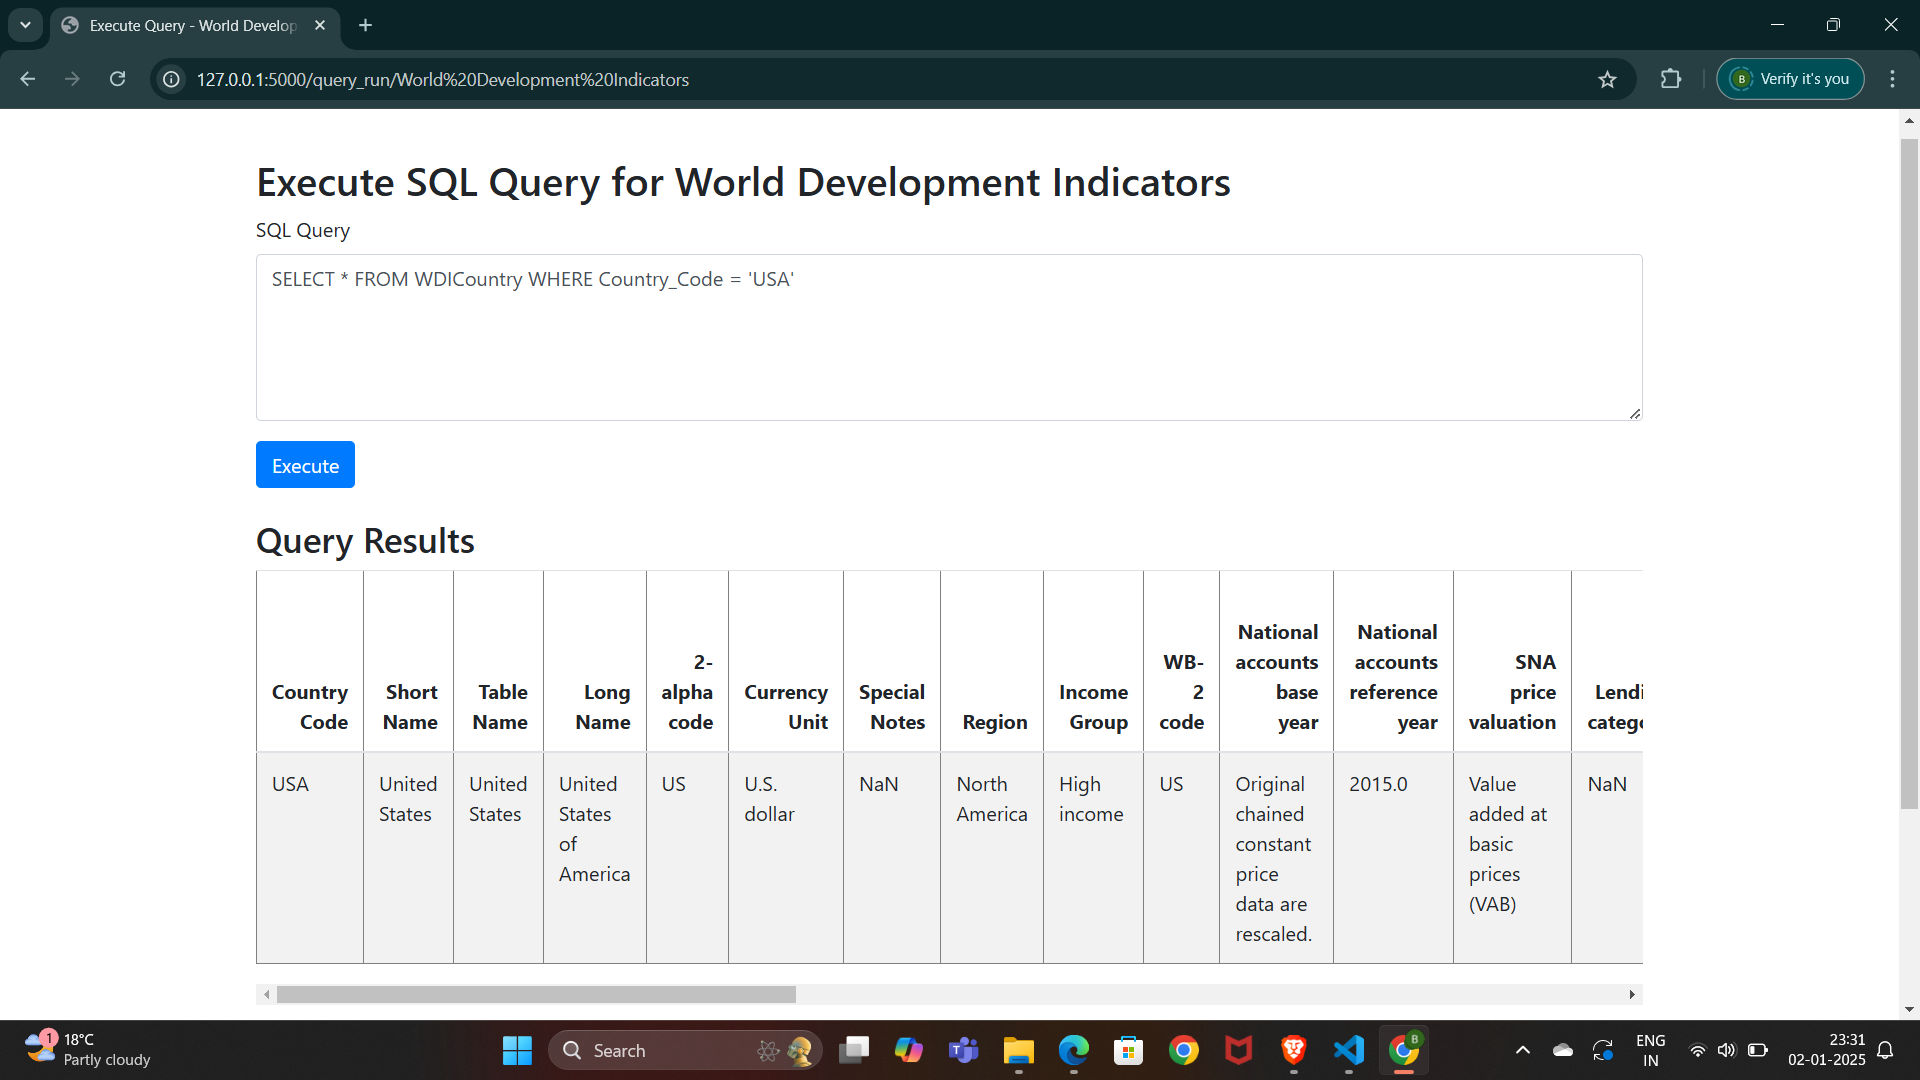 Execute Query - World Develop
127.0.0.1:5000/query_run/World%20Development%20Indicators
B Verify it's you
Execute SQL Query for World Development Indicators
SQL Query
SELECT * FROM WDICountry WHERE Country_Code = 'USA'
Execute
Query Results
Country Code
Short Name
Table Name
Long Name
2-alpha code
Currency Unit
Special Notes
Region
Income Group
WB-2 code
National accounts base year
National accounts reference year
SNA price valuation
Lendi catego
USA
United States
United States
United States of America
US
U.S. dollar
NaN
North America
High income
US
Original chained constant price data are rescaled.
2015.0
Value added at basic prices (VAB)
NaN
1
18°C
Partly cloudy
Search
B
ENG
IN
23:31
02-01-2025